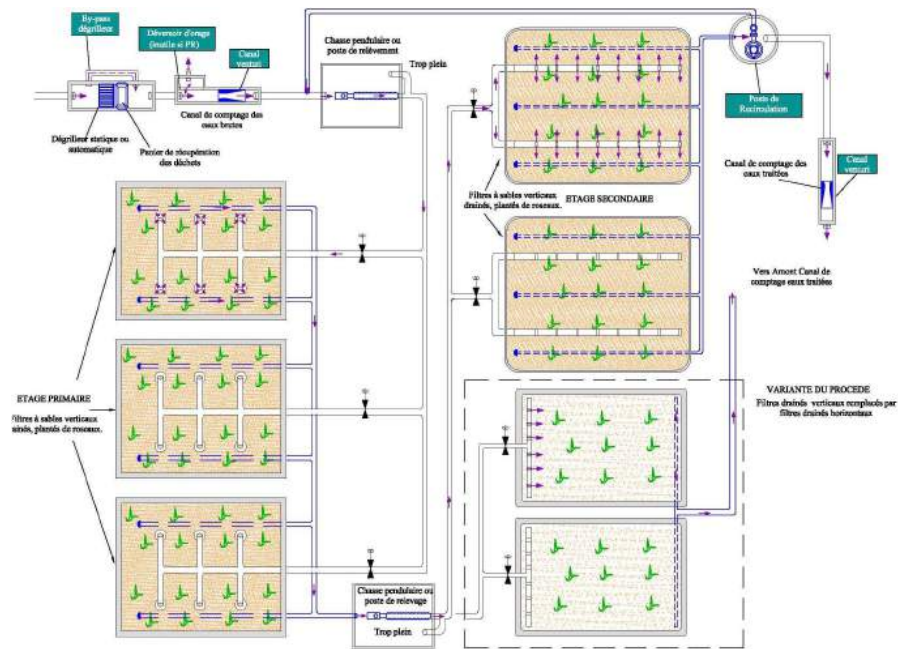 By-pass
dégrilleur
Déversoir d'orage
(inutile si PR)
Canal
venturi
Chasse pendulaire ou
poste de relèvement
Trop plein
Canal de comptage des
eaux brutes
Dégrilleur statique ou
automatique
Panier de récupération
des déchets
Poste de
Recirculation
Canal de comptage des
eaux traitées
Canal
venturi
Filtres à sables verticaux
drainés, plantés de roseaux.
ETAGE SECONDAIRE
Vers Amont Canal de
comptage eaux traitées
ETAGE PRIMAIRE
Filtres à sables verticaux
ainés, plantés de roseaux.
VARIANTE DU PROCEDE
Filtres drainés verticaux remplacés par
filtres drainés horizontaux
Chasse pendulaire ou
poste de relevage
Trop plein